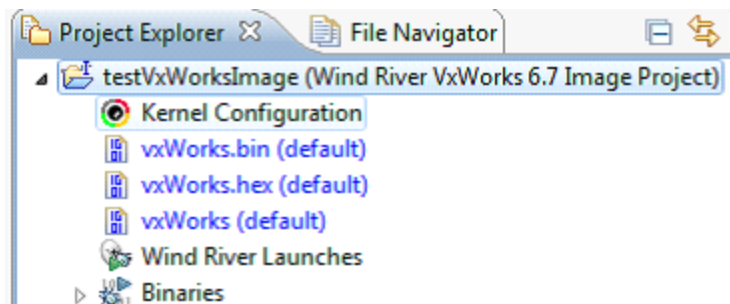 Project Explorer File Navigator
testVxWorksImage (Wind River VxWorks 6.7 Image Project)
Kernel Configuration
vxWorks.bin (default)
vxWorks.hex (default)
vxWorks (default)
Wind River Launches
Binaries